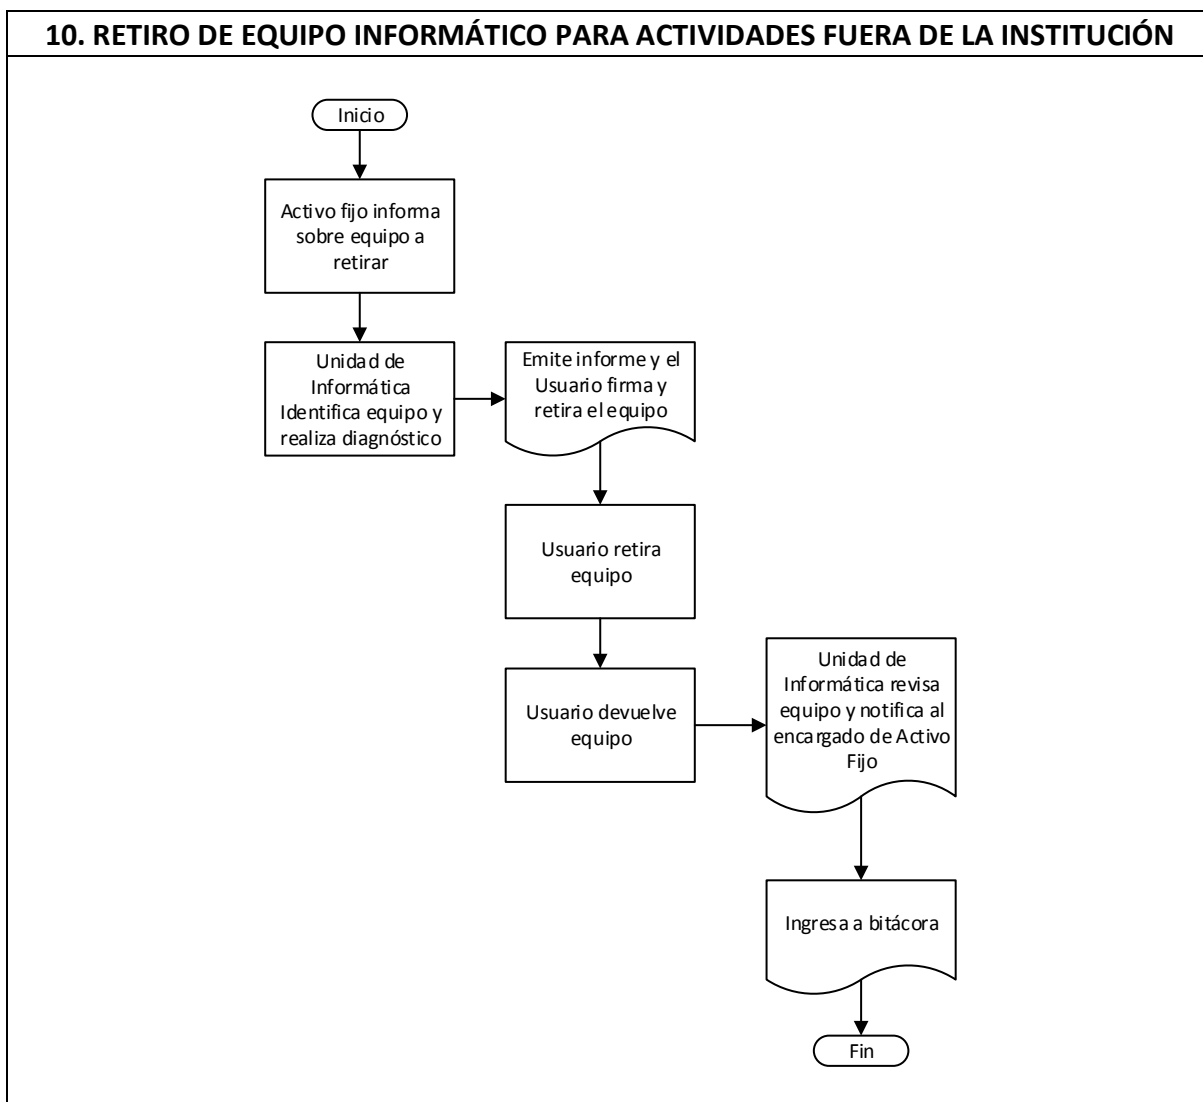 10. RETIRO DE EQUIPO INFORMÁTICO PARA ACTIVIDADES FUERA DE LA INSTITUCIÓN
Inicio
Activo fijo informa
sobre equipo a
retirar
Unidad de
Informática
Identifica equipo y
realiza diagnóstico
Emite informe y el
Usuario firma y
retira el equipo
Usuario retira
equipo
Usuario devuelve
equipo
Unidad de
Informática revisa
equipo y notifica al
encargado de Activo
Fijo
Ingresa a bitácora
Fin